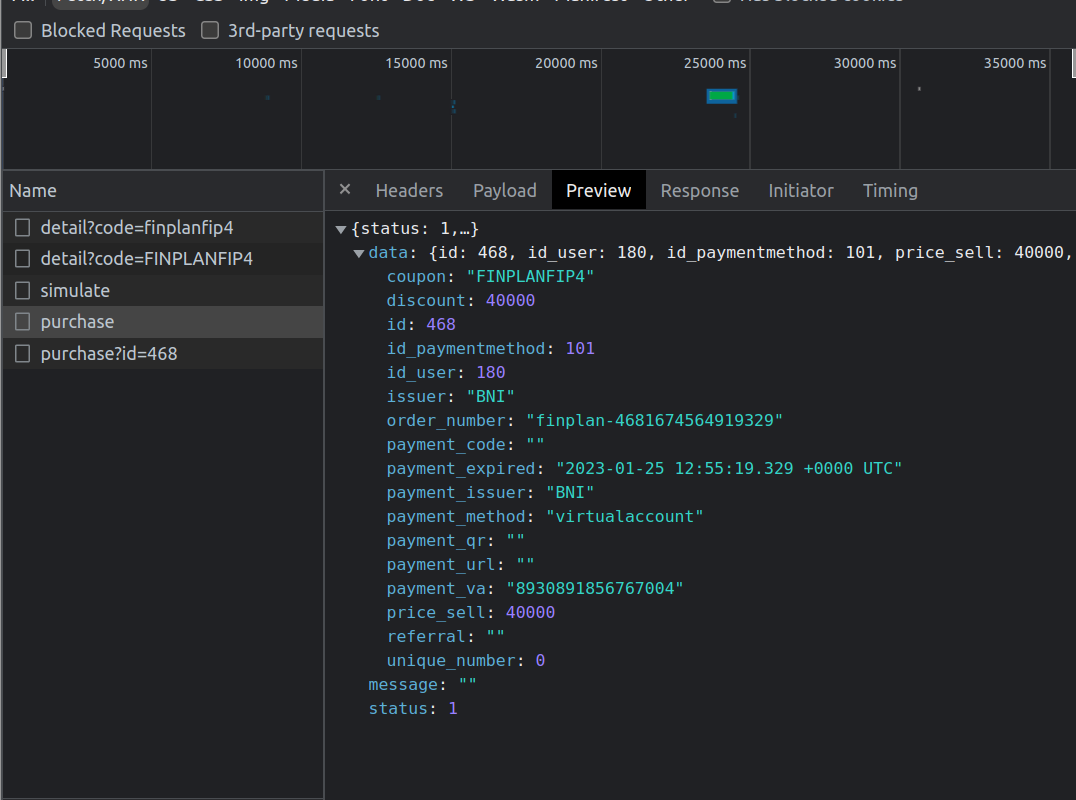 Blocked Requests 3rd-party requests
5000 ms 10000 ms 15000 ms 20000 ms 25000 ms 30000 ms 35000 ms
Name
× Headers Payload Preview Response Initiator Timing
detail?code=finplanfip4
detail?code=FINPLANFIP4
simulate
purchase
purchase?id=468
{status: 1,…}
data: {id: 468, id_user: 180, id_paymentmethod: 101, price_sell: 40000,
coupon: "FINPLANFIP4"
discount: 40000
id: 468
id_paymentmethod: 101
id_user: 180
issuer: "BNI"
order_number: "finplan-4681674564919329"
payment_code: ""
payment_expired: "2023-01-25 12:55:19.329 +0000 UTC"
payment_issuer: "BNI"
payment_method: "virtualaccount"
payment_qr: ""
payment_url: ""
payment_va: "8930891856767004"
price_sell: 40000
referral: ""
unique_number: 0
message: ""
status: 1